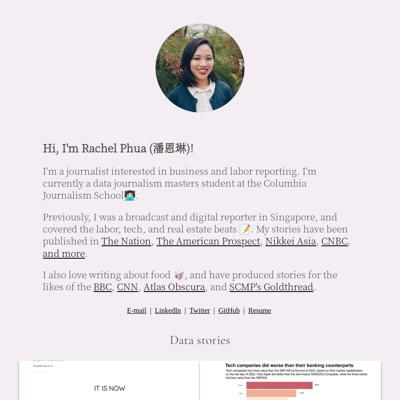 Hi, I'm Rachel Phua (潘恩琳)!
I'm a journalist interested in business and labor reporting. I'm
currently a data journalism masters student at the Columbia
Journalism School👩🏻‍💻.
Previously, I was a broadcast and digital reporter in Singapore, and
covered the labor, tech, and real estate beats 📝. My stories have been
published in The Nation, The American Prospect, Nikkei Asia, CNBC,
and more.
I also love writing about food 🥡, and have produced stories for the
likes of the BBC, CNN, Atlas Obscura, and SCMP's Goldthread.
E-mail | LinkedIn | Twitter | GitHub | Resume
Data stories
IT IS NOW
Tech companies did worse than their banking counterparts